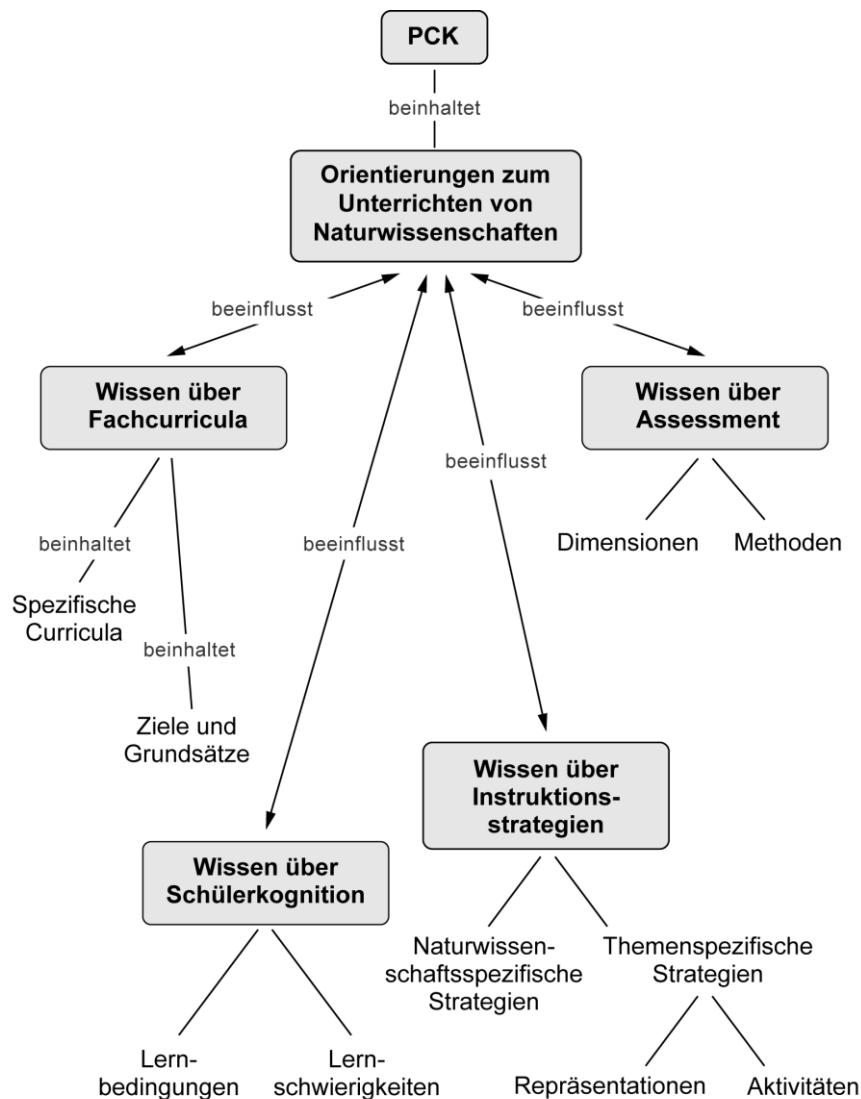 PCK
beinhaltet
Orientierungen zum
Unterrichten von
Naturwissenschaften
beeinflusst
beeinflusst
Wissen über
Fachcurricula
Wissen über
Assessment
beeinflusst
beinhaltet
beeinflusst
Dimensionen
Methoden
Spezifische
Curricula
beinhaltet
Ziele und
Grundsätze
Wissen über
Instruktions-
strategien
Wissen über
Schülerkognition
Naturwissen-
schaftsspezifische
Strategien
Themenspezifische
Strategien
Lern-
bedingungen
Lern-
schwierigkeiten
Repräsentationen
Aktivitäten